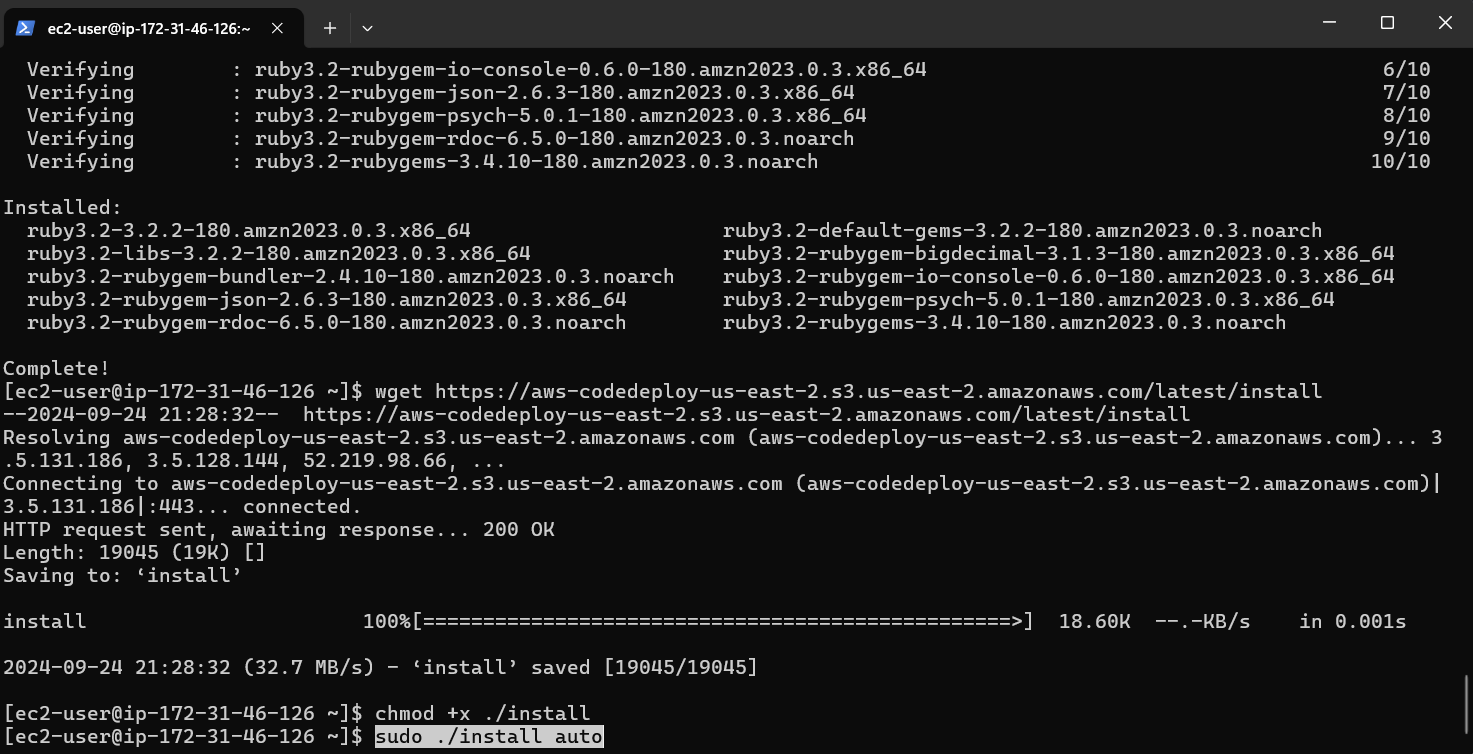 ec2-user@ip-172-31-46-126:~
Verifying : ruby3.2-rubygem-io-console-0.6.0-180.amzn2023.0.3.x86_64 6/10
Verifying : ruby3.2-rubygem-json-2.6.3-180.amzn2023.0.3.x86_64 7/10
Verifying : ruby3.2-rubygem-psych-5.0.1-180.amzn2023.0.3.x86_64 8/10
Verifying : ruby3.2-rubygem-rdoc-6.5.0-180.amzn2023.0.3.noarch 9/10
Verifying : ruby3.2-rubygems-3.4.10-180.amzn2023.0.3.noarch 10/10
Installed:
ruby3.2-3.2.2-180.amzn2023.0.3.x86_64 ruby3.2-default-gems-3.2.2-180.amzn2023.0.3.noarch
ruby3.2-libs-3.2.2-180.amzn2023.0.3.x86_64 ruby3.2-rubygem-bigdecimal-3.1.3-180.amzn2023.0.3.x86_64
ruby3.2-rubygem-bundler-2.4.10-180.amzn2023.0.3.noarch ruby3.2-rubygem-io-console-0.6.0-180.amzn2023.0.3.x86_64
ruby3.2-rubygem-json-2.6.3-180.amzn2023.0.3.x86_64 ruby3.2-rubygem-psych-5.0.1-180.amzn2023.0.3.x86_64
ruby3.2-rubygem-rdoc-6.5.0-180.amzn2023.0.3.noarch ruby3.2-rubygems-3.4.10-180.amzn2023.0.3.noarch
Complete!
[ec2-user@ip-172-31-46-126 ~]$ wget https://aws-codedeploy-us-east-2.s3.us-east-2.amazonaws.com/latest/install
--2024-09-24 21:28:32-- https://aws-codedeploy-us-east-2.s3.us-east-2.amazonaws.com/latest/install
Resolving aws-codedeploy-us-east-2.s3.us-east-2.amazonaws.com (aws-codedeploy-us-east-2.s3.us-east-2.amazonaws.com)... 3
.5.131.186, 3.5.128.144, 52.219.98.66, ...
Connecting to aws-codedeploy-us-east-2.s3.us-east-2.amazonaws.com (aws-codedeploy-us-east-2.s3.us-east-2.amazonaws.com)|
3.5.131.186|:443... connected.
HTTP request sent, awaiting response... 200 OK
Length: 19045 (19K) []
Saving to: ‘install’
install 100%[=================================================>] 18.60K --.-KB/s in 0.001s
2024-09-24 21:28:32 (32.7 MB/s) - ‘install’ saved [19045/19045]
[ec2-user@ip-172-31-46-126 ~]$ chmod +x ./install
[ec2-user@ip-172-31-46-126 ~]$ sudo ./install auto